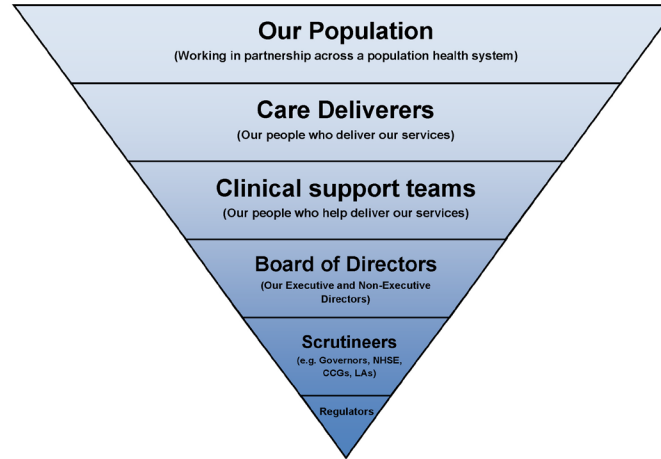 Our Population
(Working in partnership across a population health system)
Care Deliverers
(Our people who deliver our services)
Clinical support teams
(Our people who help deliver our services)
Board of Directors
(Our Executive and Non-Executive
Directors)
Scrutineers
(e.g. Governors, NHSE,
CCGs, LAs)
Regulators